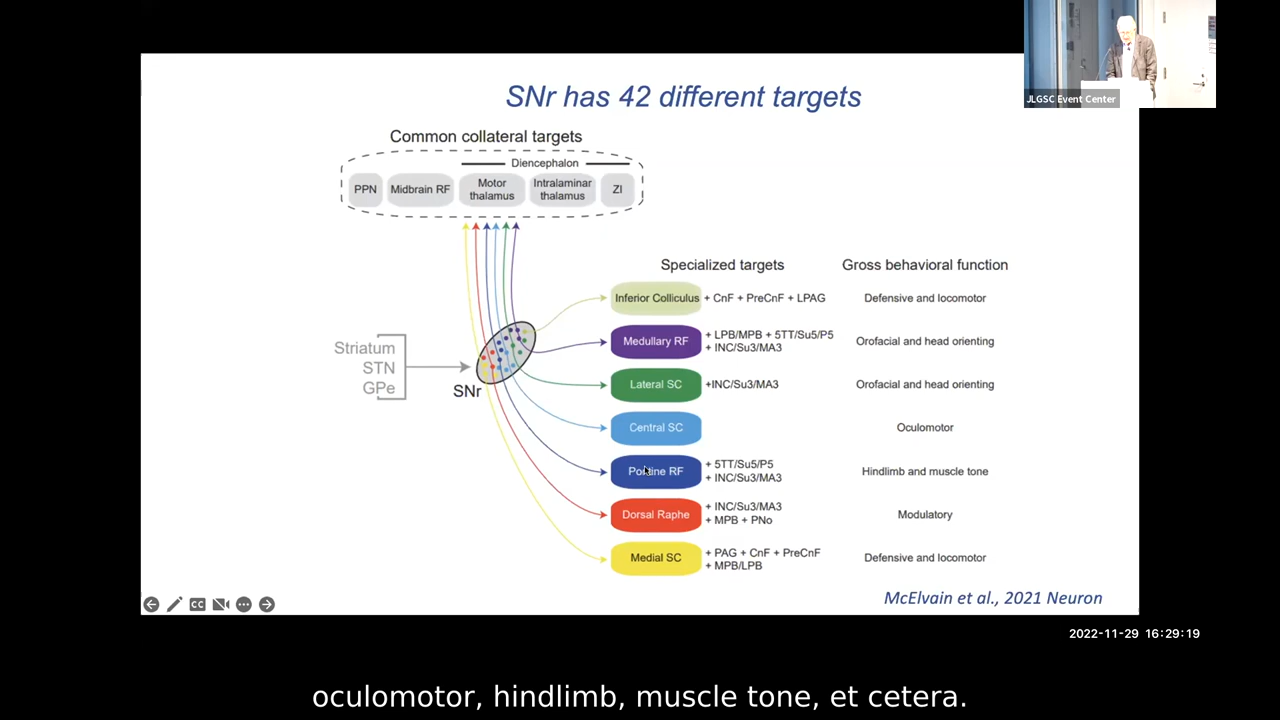 JLGSC Event Center
SNr has 42 different targets
Common collateral targets
Diencephalon
PPN
Midbrain RF
Motor
thalamus
Intralaminar
thalamus
ZI
Specialized targets
Gross behavioral function
Inferior Colliculus + CnF + PreCnF + LPAG
Defensive and locomotor
Medullary RF
+ LPB/MPB + 5TT/Su5/P5
+ INC/Su3/MA3
Orofacial and head orienting
Striatum
STN
GPe
SNr
Lateral SC +INC/Su3/MA3
Orofacial and head orienting
Central SC
Oculomotor
Pontine RF
+ 5TT/Su5/P5
+ INC/Su3/MA3
Hindlimb and muscle tone
Dorsal Raphe
+ INC/Su3/MA3
+ MPB + PNo
Modulatory
Medial SC
+ PAG + CnF + PreCnF
+ MPB/LPB
Defensive and locomotor
McElvain et al., 2021 Neuron
CC
2022-11-29 16:29:19
oculomotor, hindlimb, muscle tone, et cetera.